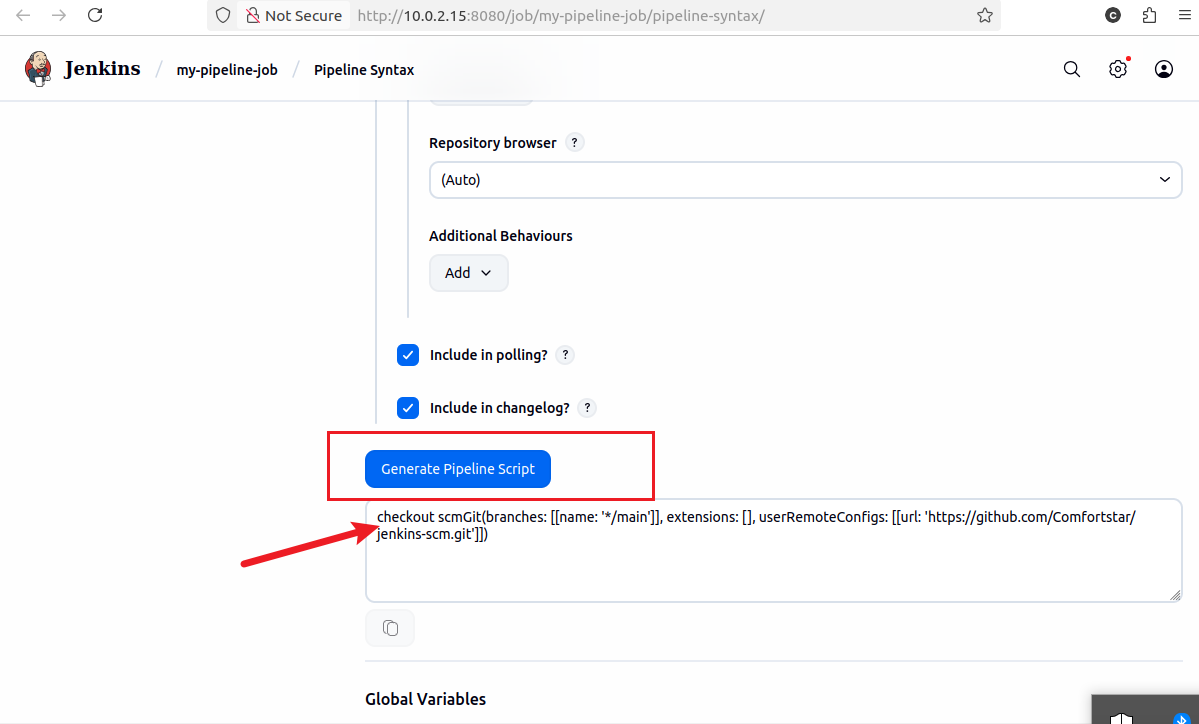 Not Secure http://10.0.2.15:8080/job/my-pipeline-job/pipeline-syntax/ C
Jenkins / my-pipeline-job / Pipeline Syntax
Repository browser ?
(Auto)
Additional Behaviours
Add
Include in polling? ?
Include in changelog? ?
Generate Pipeline Script
checkout scmGit(branches: [[name: '*/main']], extensions: [], userRemoteConfigs: [[url: 'https://github.com/Comfortstar/
jenkins-scm.git']])
Global Variables